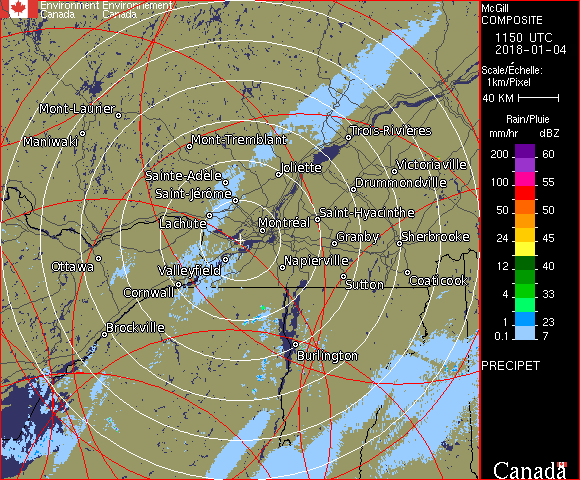 Environment Environnement
Canada Canada
McGill
COMPOSITE
1150 UTC
2018-01-04
Scale/Échelle:
1km/Pixel
40 KM
Rain/Pluie
mm/hr dBZ
200 60
150 57
100 55
50 50
24 45
12 40
4 33
1 23
0.1 7
PRECIPET
Canada
Mont-Laurier
Maniwaki
Mont-Tremblant
Trois-Rivières
Joliette
Victoriaville
Sainte-Adèle
Drummondville
Saint-Jérôme
Lachute
Montréal
Saint-Hyacinthe
Granby
Sherbrooke
Ottawa
Valleyfield
Napierville
Cornwall
Sutton
Coaticook
Brockville
Burlington